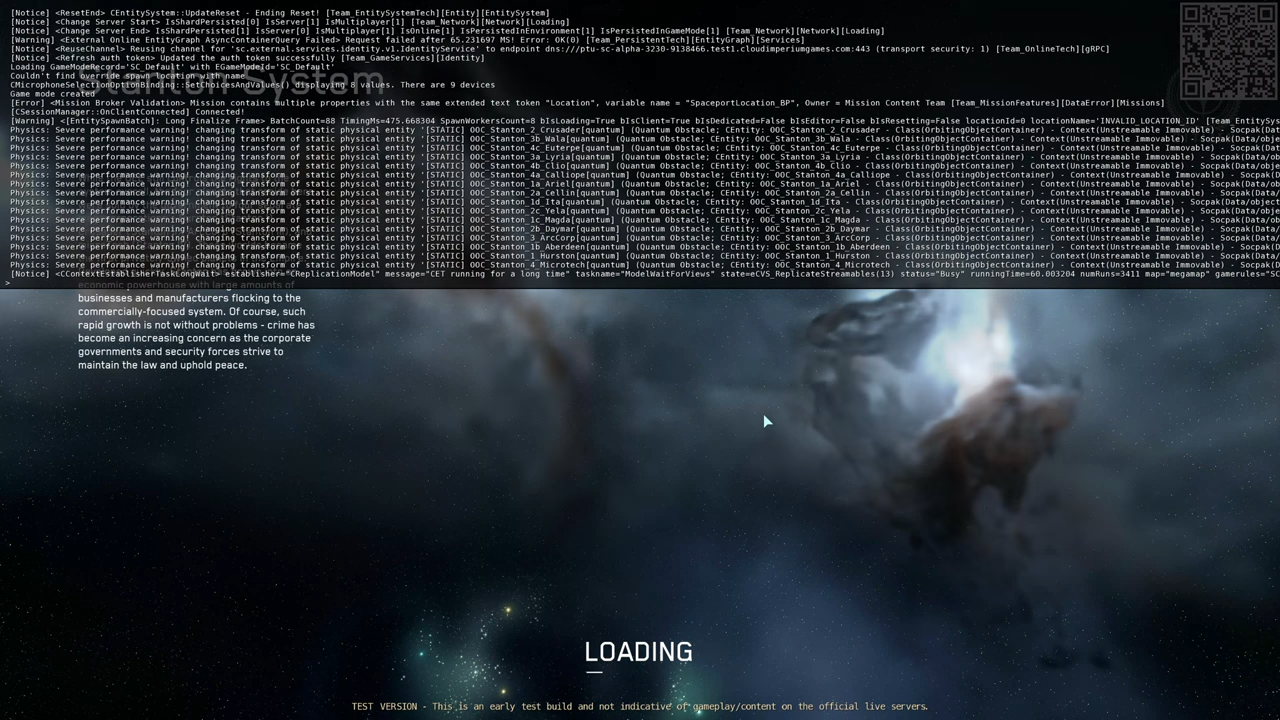 [Notice] <ResetEnd> CEntitySystem::UpdateReset - Ending Reset! [Team_EntitySystemTech][Entity][EntitySystem]
[Notice] <Change Server Start> IsShardPersisted[0] IsServer[1] IsMultiplayer[1] [Team_Network][Network][Loading]
[Notice] <Change Server End> IsShardPersisted[1] IsServer[0] IsMultiplayer[1] IsOnline[1] IsPersistedInEnvironment[1] IsPersistedInGameMode[1] [Team_Network][Network][Loading]
[Warning] <External Online EntityGraph AsyncContainerQuery Failed> Request failed after 65.231697 MS! Error: OK(0) [Team_PersistentTech][EntityGraph][Services]
[Notice] <ReuseChannel> Reusing channel for 'sc.external.services.identity.v1.IdentityService' to endpoint dns:///ptu-sc-alpha-3230-9138466.test1.cloudimperiumgames.com:443 (transport security: 1) [Team_OnlineTech][gRPC]
[Notice] <Refresh auth token> Updated the auth token successfully [Team_GameServices][Identity]
Loading GameModeRecord='SC_Default' with EGameModeId='SC_Default'
Couldn't find override spawn location with name
Stanton System
CMicrophoneSelectionOptionBinding::SetChoicesAndValues() displaying 8 values. There are 9 devices
Game mode created
[Error] <Mission Broker Validation> Mission contains multiple properties with the same extended text token "Location", variable name = "SpaceportLocation_BP", Owner = Mission Content Team [Team_MissionFeatures][DataError][Missions]
[CSessionManager::OnClientConnected] Connected!
[Warning] <[EntitySpawnBatch]: Long Finalize Frame> BatchCount=88 TimingMs=475.668304 SpawnWorkersCount=8 bIsLoading=True bIsClient=True bIsDedicated=False bIsEditor=False bIsResetting=False locationId=0 locationName='INVALID_LOCATION_ID' [Team_EntitySys
Physics: Severe performance warning! changing transform of static physical entity '[STATIC] OOC_Stanton_2_Crusader[quantum] (Quantum Obstacle; CEntity: OOC_Stanton_2_Crusader - Class(OrbitingObjectContainer) - Context(Unstreamable Immovable) - Socpak(Data/obje
Physics: Severe performance warning! changing transform of static physical entity '[STATIC] OOC_Stanton_3b_Wala[quantum] (Quantum Obstacle; CEntity: OOC_Stanton_3b_Wala - Class(OrbitingObjectContainer) - Context(Unstreamable Immovable) - Socpak(Data/object
Physics: Severe performance warning! changing transform of static physical entity '[STATIC] OOC_Stanton_4c_Euterpe[quantum] (Quantum Obstacle; CEntity: OOC_Stanton_4c_Euterpe - Class(OrbitingObjectContainer) - Context(Unstreamable Immovable) - Socpak(Data/obje
Physics: Severe performance warning! changing transform of static physical entity '[STATIC] OOC_Stanton_3a_Lyria[quantum] (Quantum Obstacle; CEntity: OOC_Stanton_3a_Lyria - Class(OrbitingObjectContainer) - Context(Unstreamable Immovable) - Socpak(Data/objec
Physics: Severe performance warning! changing transform of static physical entity '[STATIC] OOC_Stanton_4b_Clio[quantum] (Quantum Obstacle; CEntity: OOC_Stanton_4b_Clio - Class(OrbitingObjectContainer) - Context(Unstreamable Immovable) - Socpak(Data/object
Physics: Severe performance warning! changing transform of static physical entity '[STATIC] OOC_Stanton_4a_Calliope[quantum] (Quantum Obstacle; CEntity: OOC_Stanton_4a_Calliope - Class(OrbitingObjectContainer) - Context(Unstreamable Immovable) - Socpak(Data/ob
Physics: Severe performance warning! changing transform of static physical entity '[STATIC] OOC_Stanton_1a_Ariel[quantum] (Quantum Obstacle; CEntity: OOC_Stanton_1a_Ariel - Class(OrbitingObjectContainer) - Context(Unstreamable Immovable) - Socpak(Data/objec
Physics: Severe performance warning! changing transform of static physical entity '[STATIC] OOC_Stanton_2a_Cellin[quantum] (Quantum Obstacle; CEntity: OOC_Stanton_2a_Cellin - Class(OrbitingObjectContainer) - Context(Unstreamable Immovable) - Socpak(Data/objec
Physics: Severe performance warning! changing transform of static physical entity '[STATIC] OOC_Stanton_1d_Ita[quantum] (Quantum Obstacle; CEntity: OOC_Stanton_1d_Ita - Class(OrbitingObjectContainer) - Context(Unstreamable Immovable) - Socpak(Data/objectc
Physics: Severe performance warning! changing transform of static physical entity '[STATIC] OOC_Stanton_2c_Yela[quantum] (Quantum Obstacle; CEntity: OOC_Stanton_2c_Yela - Class(OrbitingObjectContainer) - Context(Unstreamable Immovable) - Socpak(Data/object
Physics: Severe performance warning! changing transform of static physical entity '[STATIC] OOC_Stanton_1c_Magda[quantum] (Quantum Obstacle; CEntity: OOC_Stanton_1c_Magda - Class(OrbitingObjectContainer) - Context(Unstreamable Immovable) - Socpak(Data/objec
Physics: Severe performance warning! changing transform of static physical entity '[STATIC] OOC_Stanton_2b_Daymar[quantum] (Quantum Obstacle; CEntity: OOC_Stanton_2b_Daymar - Class(OrbitingObjectContainer) - Context(Unstreamable Immovable) - Socpak(Data/objec
Physics: Severe performance warning! changing transform of static physical entity '[STATIC] OOC_Stanton_3_ArcCorp[quantum] (Quantum Obstacle; CEntity: OOC_Stanton_3_ArcCorp - Class(OrbitingObjectContainer) - Context(Unstreamable Immovable) - Socpak(Data/objec
Physics: Severe performance warning! changing transform of static physical entity '[STATIC] OOC_Stanton_1b_Aberdeen[quantum] (Quantum Obstacle; CEntity: OOC_Stanton_1b_Aberdeen - Class(OrbitingObjectContainer) - Context(Unstreamable Immovable) - Socpak(Data/ob
Physics: Severe performance warning! changing transform of static physical entity '[STATIC] OOC_Stanton_1_Hurston[quantum] (Quantum Obstacle; CEntity: OOC_Stanton_1_Hurston - Class(OrbitingObjectContainer) - Context(Unstreamable Immovable) - Socpak(Data/objec
Physics: Severe performance warning! changing transform of static physical entity '[STATIC] OOC_Stanton_4_Microtech[quantum] (Quantum Obstacle; CEntity: OOC_Stanton_4_Microtech - Class(OrbitingObjectContainer) - Context(Unstreamable Immovable) - Socpak(Data/ob
[Notice] <CContextEstablisherTaskLongWait> establisher="CReplicationModel" message="CET running for a long time" taskname="ModelWaitForViews" state=eCVS_ReplicateStreamables(13) status="Busy" runningTime=60.003204 numRuns=3411 map="megamap" gamerules="SC
>
economic powerhouse with large amounts of
businesses and manufacturers flocking to the
commercially-focused system. Of course, such
rapid growth is not without problems - crime has
become an increasing concern as the corporate
governments and security forces strive to
maintain the law and uphold peace.
LOADING
TEST VERSION - This is an early test build and not indicative of gameplay/content on the official live servers.